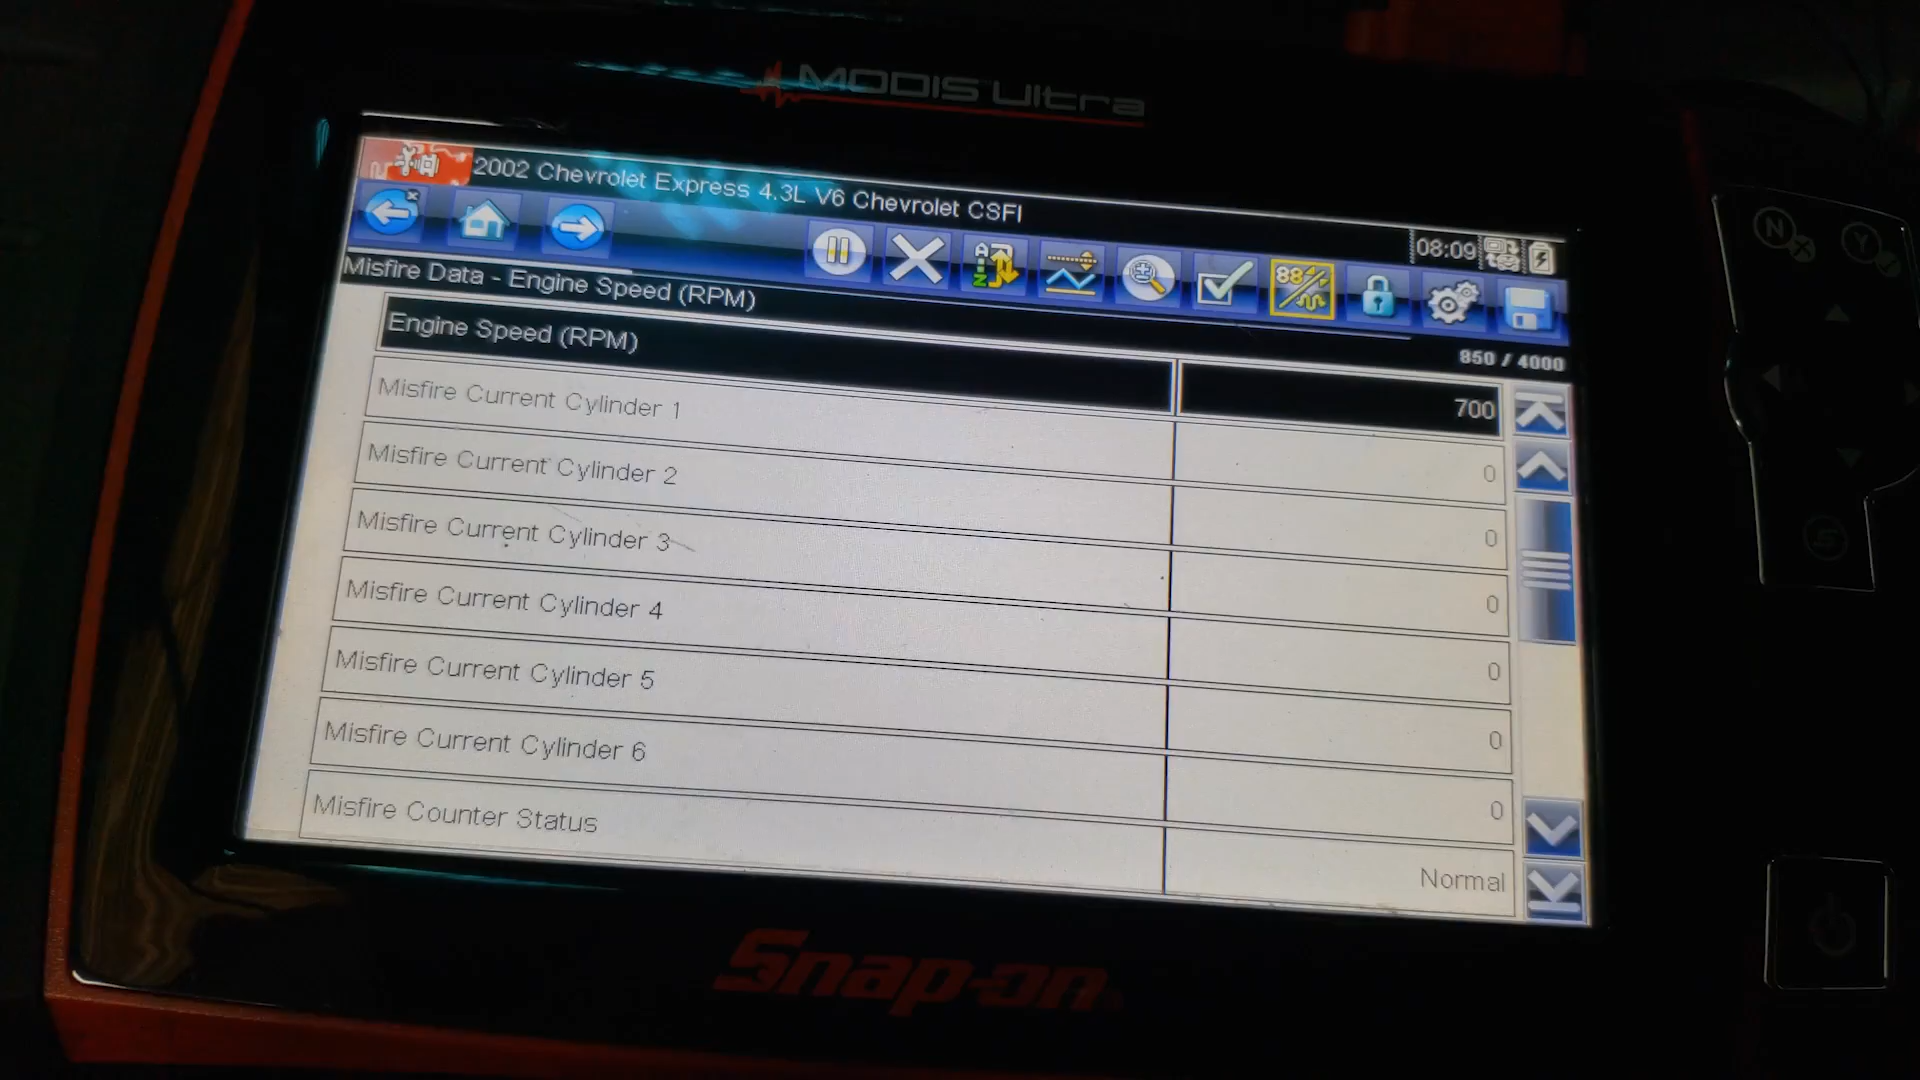 MODIS ultra
2002 Chevrolet Express 4.3L V6 Chevrolet CSFI
08:09
Misfire Data - Engine Speed (RPM)
850 / 4000
Engine Speed (RPM) 700
Misfire Current Cylinder 1 0
Misfire Current Cylinder 2 0
Misfire Current Cylinder 3 0
Misfire Current Cylinder 4 0
Misfire Current Cylinder 5 0
Misfire Current Cylinder 6 0
Misfire Counter Status Normal
Snap-on
N
Y
S